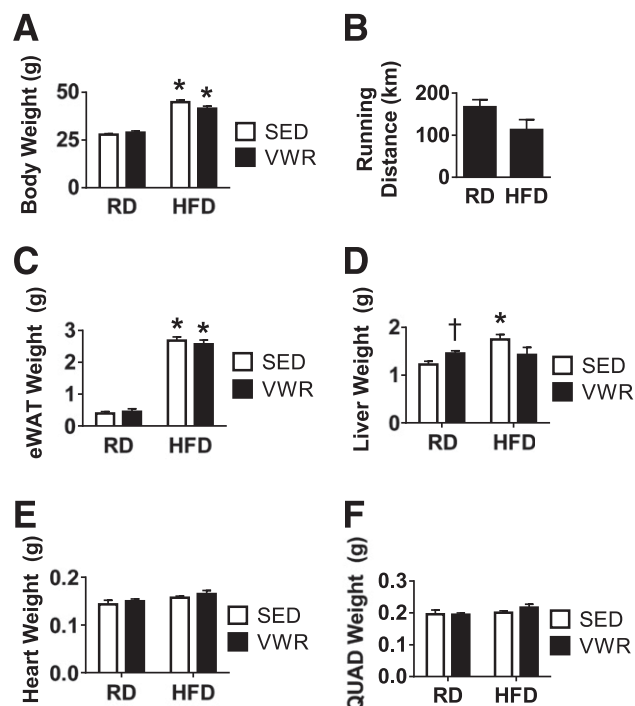 A
Body Weight (g)
50
25
0
* *
RD HFD
SED
VWR
B
Running
Distance (km)
200
100
0
RD HFD
C
eWAT Weight (g)
3
2
1
0
* *
RD HFD
SED
VWR
D
Liver Weight (g)
2
1
0
† *
RD HFD
SED
VWR
E
Heart Weight (g)
0.2
0.1
0.0
RD HFD
SED
VWR
F
QUAD Weight (g)
0.3
0.2
0.1
0.0
RD HFD
SED
VWR